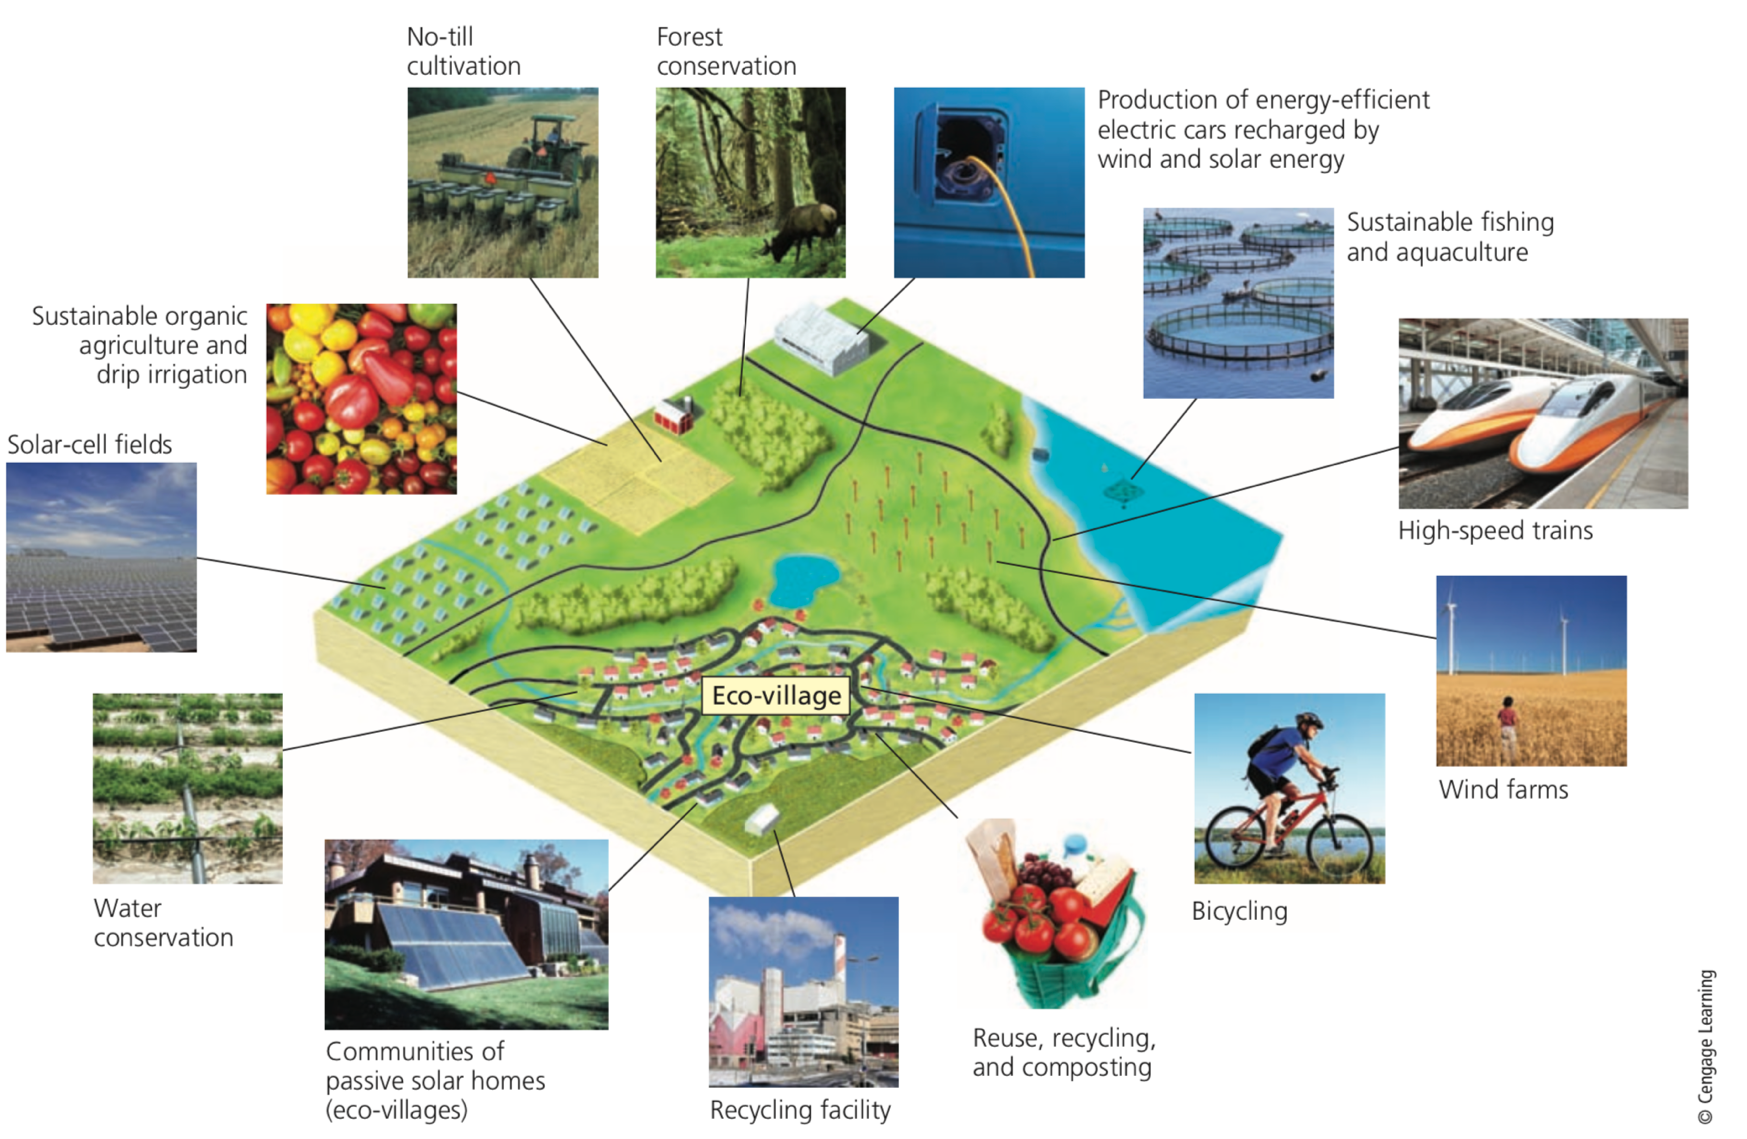 No-till
cultivation
Forest
conservation
Production of energy-efficient
electric cars recharged by
wind and solar energy
Sustainable fishing
and aquaculture
Sustainable organic
agriculture and
drip irrigation
Solar-cell fields
High-speed trains
Eco-village
Wind farms
Water
conservation
Bicycling
Communities of
passive solar homes
(eco-villages)
Recycling facility
Reuse, recycling,
and composting
© Cengage Learning